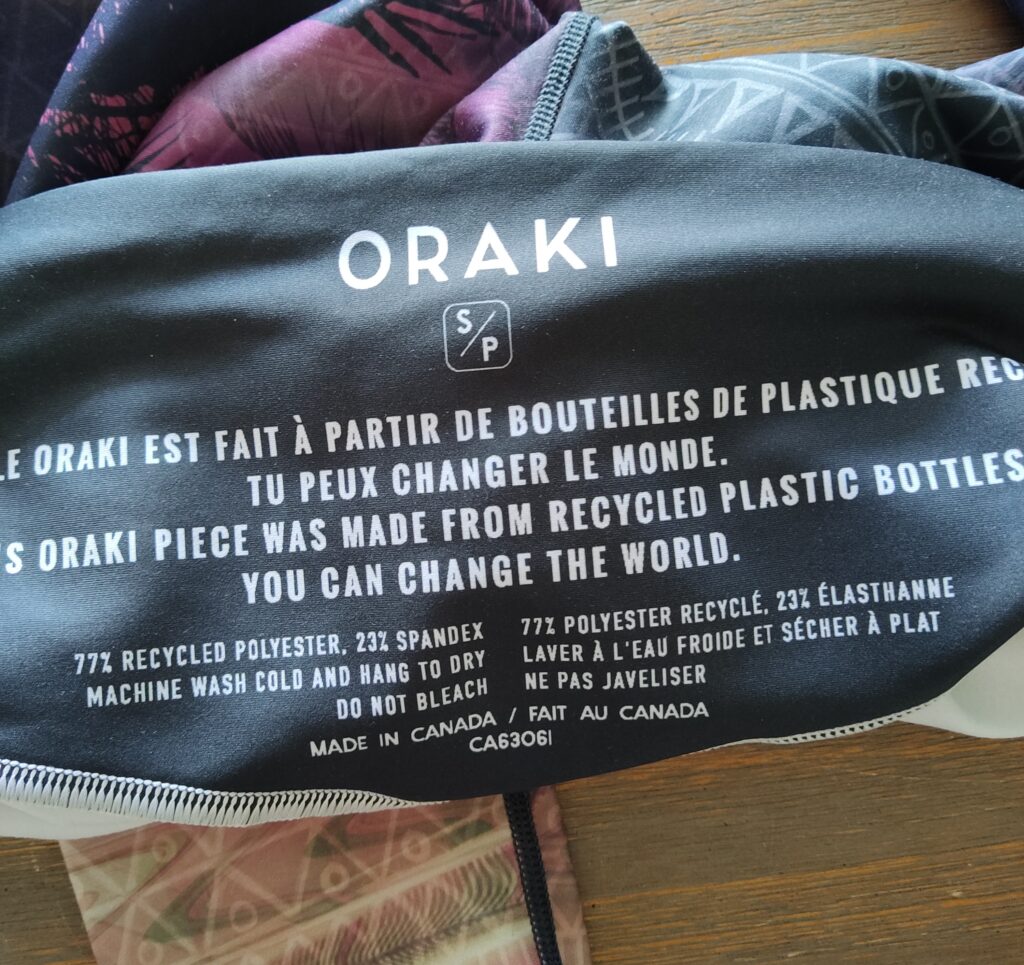 ORAKI
S/P
LE ORAKI EST FAIT À PARTIR DE BOUTEILLES DE PLASTIQUE REC
TU PEUX CHANGER LE MONDE.
S ORAKI PIECE WAS MADE FROM RECYCLED PLASTIC BOTTLES
YOU CAN CHANGE THE WORLD.
77% RECYCLED POLYESTER, 23% SPANDEX
MACHINE WASH COLD AND HANG TO DRY
DO NOT BLEACH
77% POLYESTER RECYCLÉ, 23% ÉLASTHANNE
LAVER À L'EAU FROIDE ET SÉCHER À PLAT
NE PAS JAVELISER
MADE IN CANADA / FAIT AU CANADA
CA63061